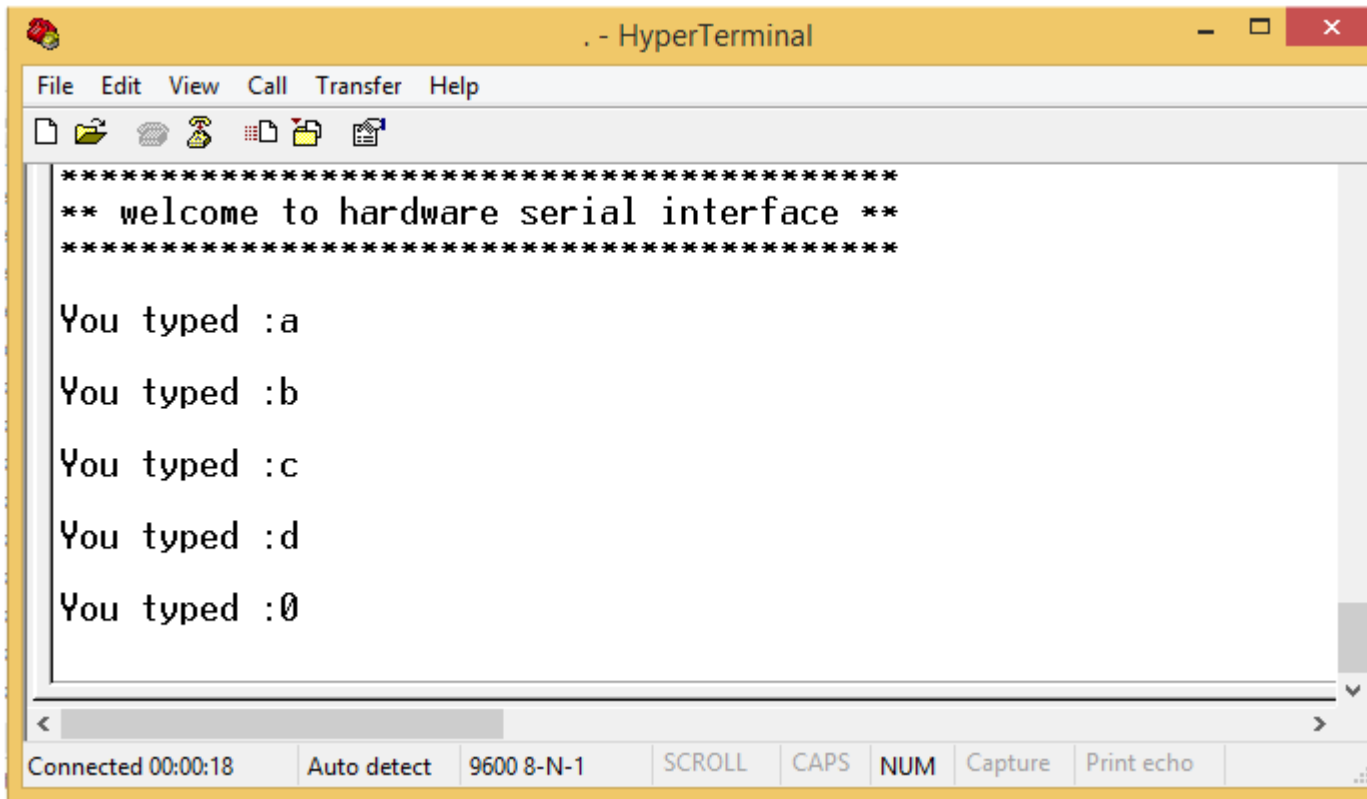 . - HyperTerminal
File Edit View Call Transfer Help
******************************************
** welcome to hardware serial interface **
******************************************
You typed :a
You typed :b
You typed :c
You typed :d
You typed :0
Connected 00:00:18 Auto detect 9600 8-N-1 SCROLL CAPS NUM Capture Print echo